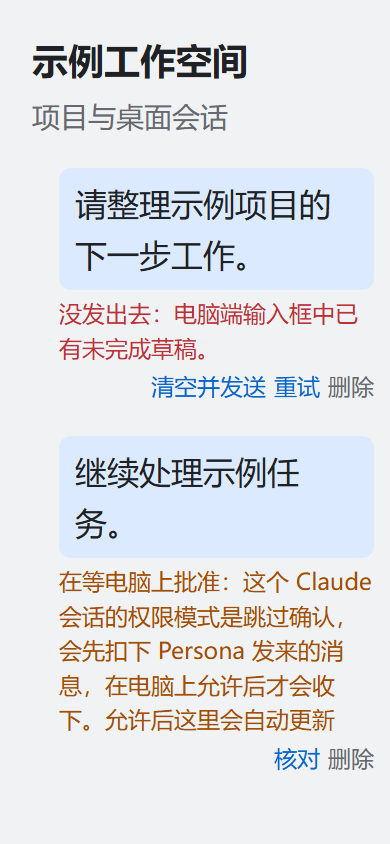 示例工作空间
项目与桌面会话
请整理示例项目的
下一步工作。
没发出去：电脑端输入框中已
有未完成草稿。
清空并发送 重试 删除
继续处理示例任
务。
在等电脑上批准：这个 Claude
会话的权限模式是跳过确认，
会先扣下 Persona 发来的消
息，在电脑上允许后才会收
下。允许后这里会自动更新
核对 删除